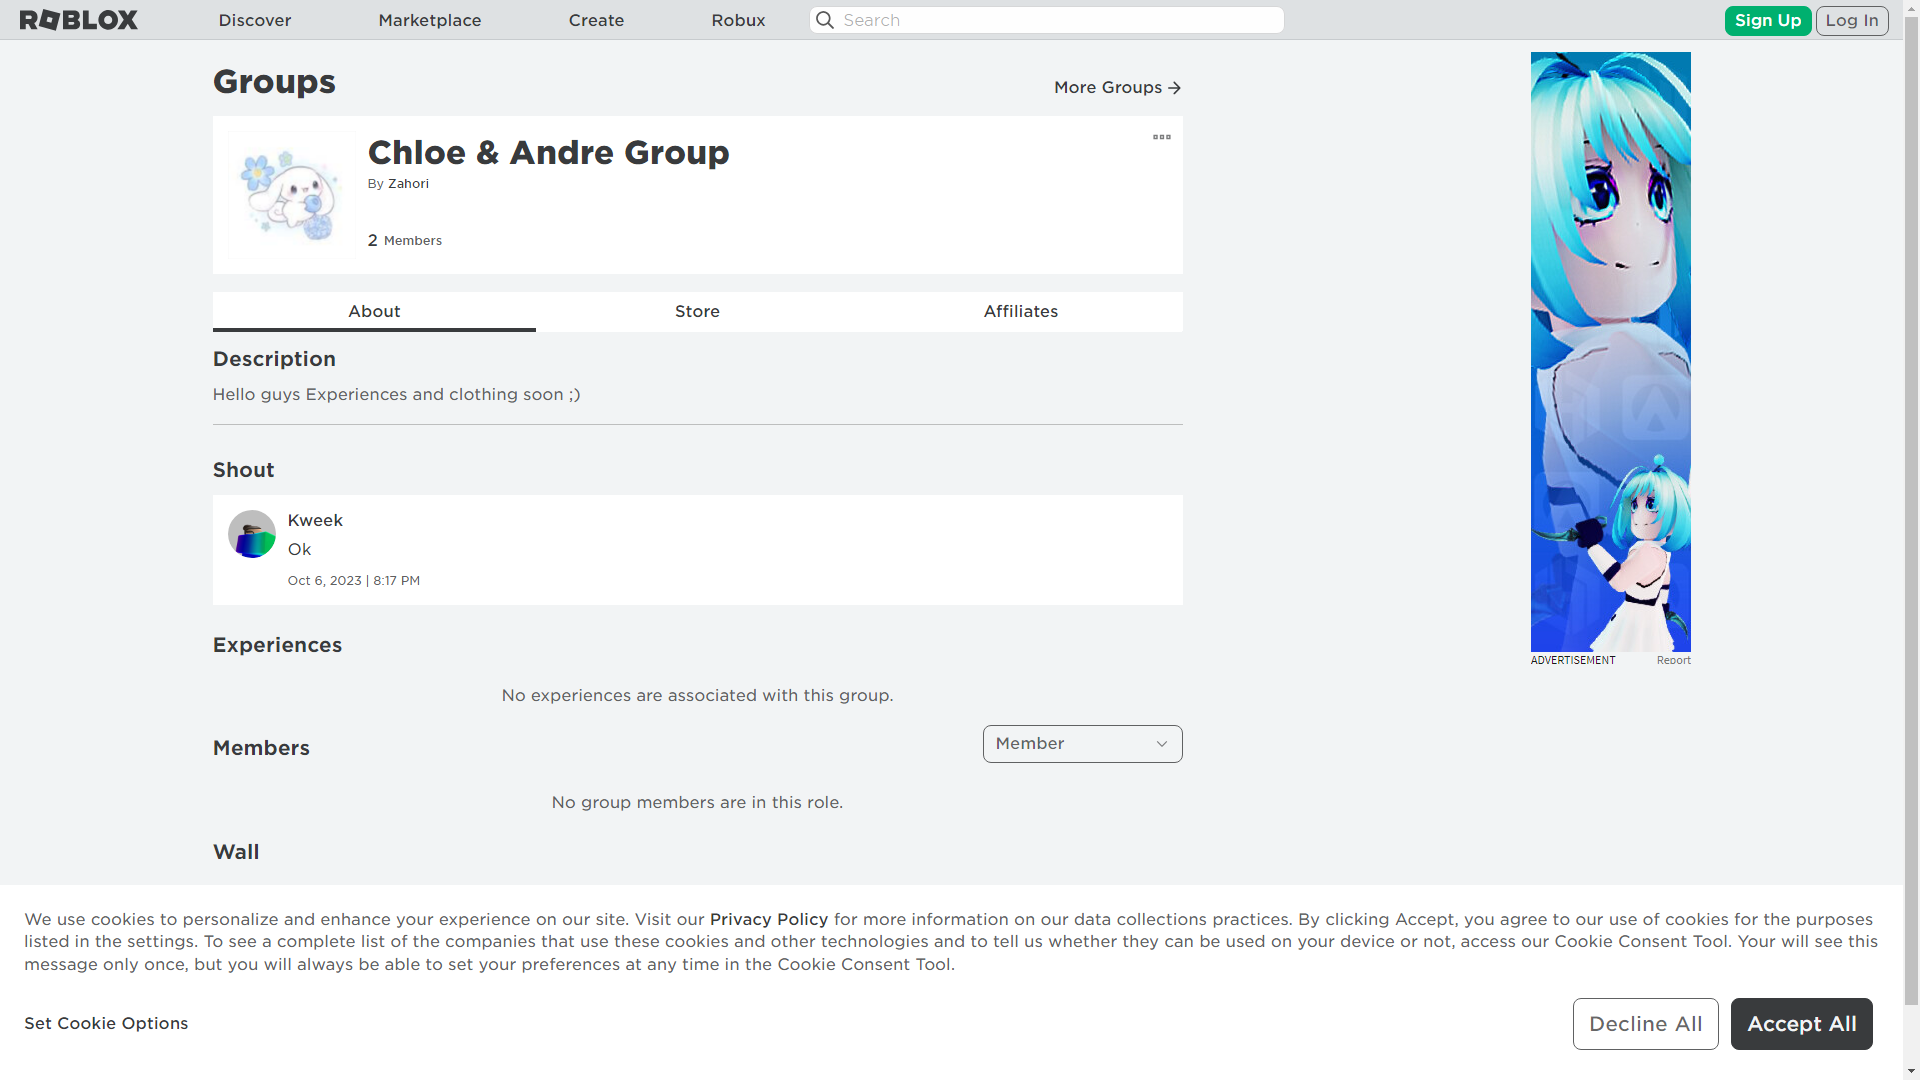 ROBLOX Discover Marketplace Create Robux Search Sign Up Log In
Groups
More Groups
Chloe & Andre Group
By Zahori
2 Members
About Store Affiliates
Description
Hello guys Experiences and clothing soon ;)
Shout
Kweek
Ok
Oct 6, 2023 | 8:17 PM
Experiences
No experiences are associated with this group.
Members
Member
No group members are in this role.
Wall
ADVERTISEMENT Report
We use cookies to personalize and enhance your experience on our site. Visit our Privacy Policy for more information on our data collections practices. By clicking Accept, you agree to our use of cookies for the purposes
listed in the settings. To see a complete list of the companies that use these cookies and other technologies and to tell us whether they can be used on your device or not, access our Cookie Consent Tool. Your will see this
message only once, but you will always be able to set your preferences at any time in the Cookie Consent Tool.
Set Cookie Options
Decline All
Accept All